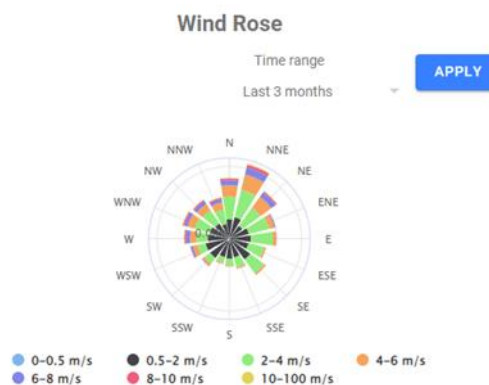 Wind Rose
Time range
Last 3 months
APPLY
N
NNW
NNE
NW
NE
WNW
ENE
W
E
WSW
ESE
SW
SE
SSW
SSE
S
0–0.5 m/s
0.5–2 m/s
2–4 m/s
4–6 m/s
6–8 m/s
8–10 m/s
10–100 m/s